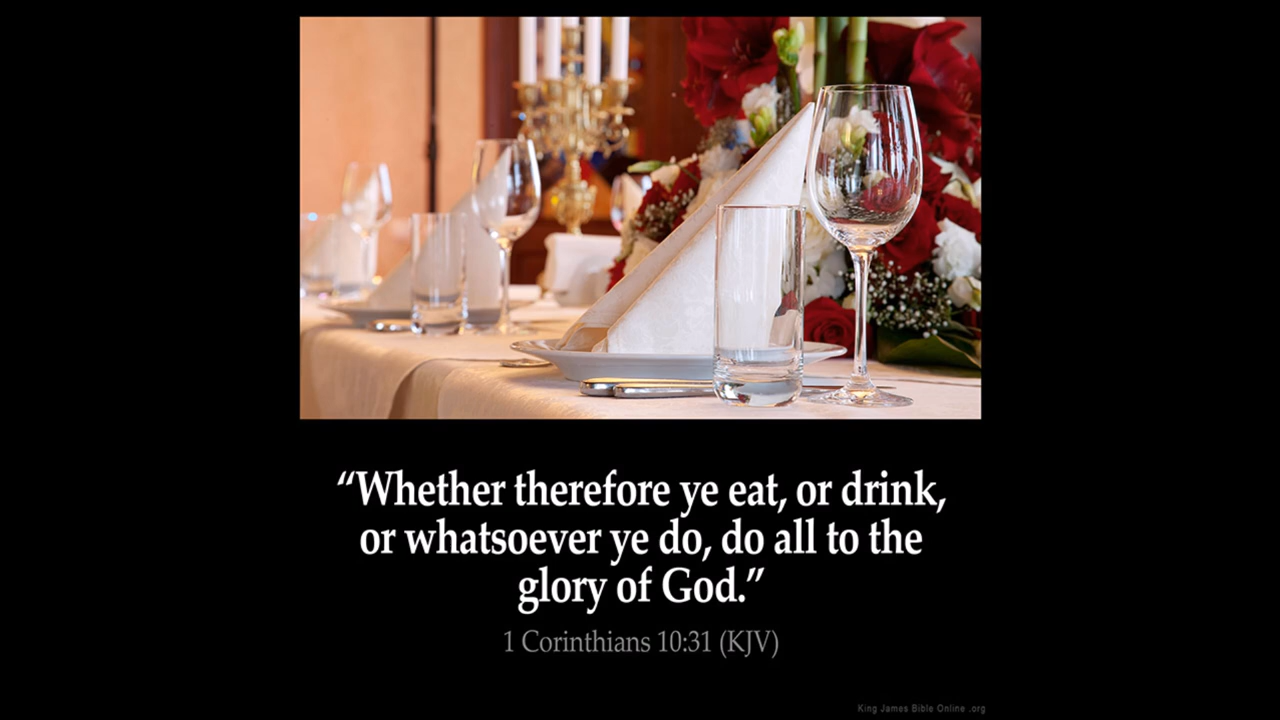 “Whether therefore ye eat, or drink,
or whatsoever ye do, do all to the
glory of God.”
1 Corinthians 10:31 (KJV)
King James Bible Online .org